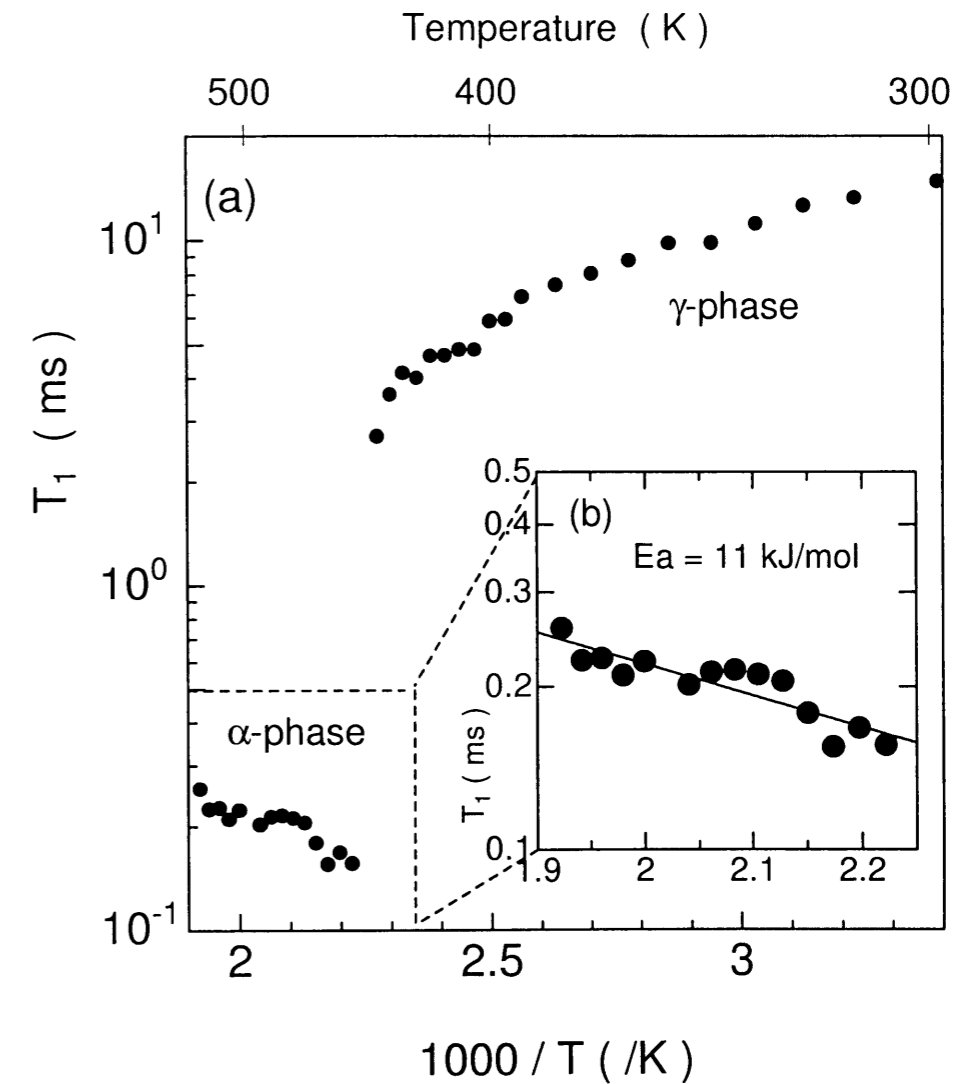 Temperature ( K )
500 400 300
(a)
10¹
γ-phase
T₁ ( ms )
10⁰
α-phase
10⁻¹
2 2.5 3
1000 / T ( /K )
(b)
Ea = 11 kJ/mol
0.5
0.4
0.3
0.2
0.1
T₁ ( ms )
1.9 2 2.1 2.2